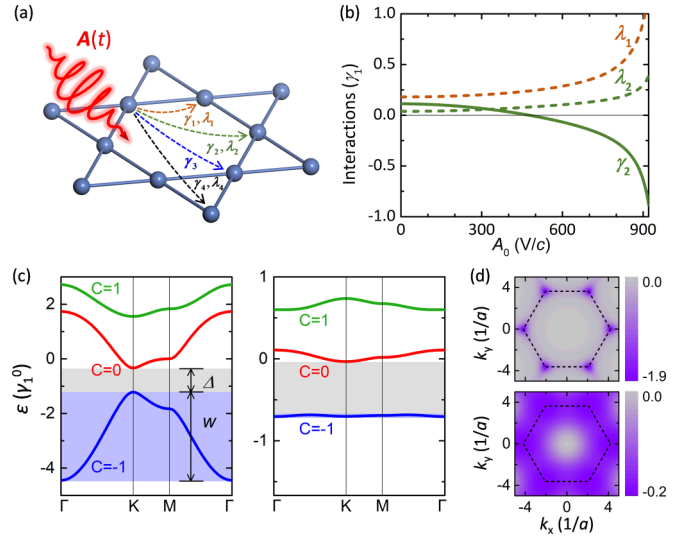 (a)
A(t)
γ₁, λ₁
γ₂, λ₂
γ₃
γ₄, λ₄
(b)
Interactions (γ₁)
1.0
0.5
0.0
-0.5
-1.0
λ₁
λ₂
γ₂
0 300 600 900
A₀ (V/c)
(c)
ε (γ₁⁰)
2
0
-2
-4
C=1
C=0
C=-1
Δ
w
Γ K M Γ
1
0
-1
C=1
C=0
C=-1
Γ K M Γ
(d)
k_y (1/a)
4
0
-4
0.0
-1.9
k_y (1/a)
4
0
-4
0.0
-0.2
-4 0 4
k_x (1/a)